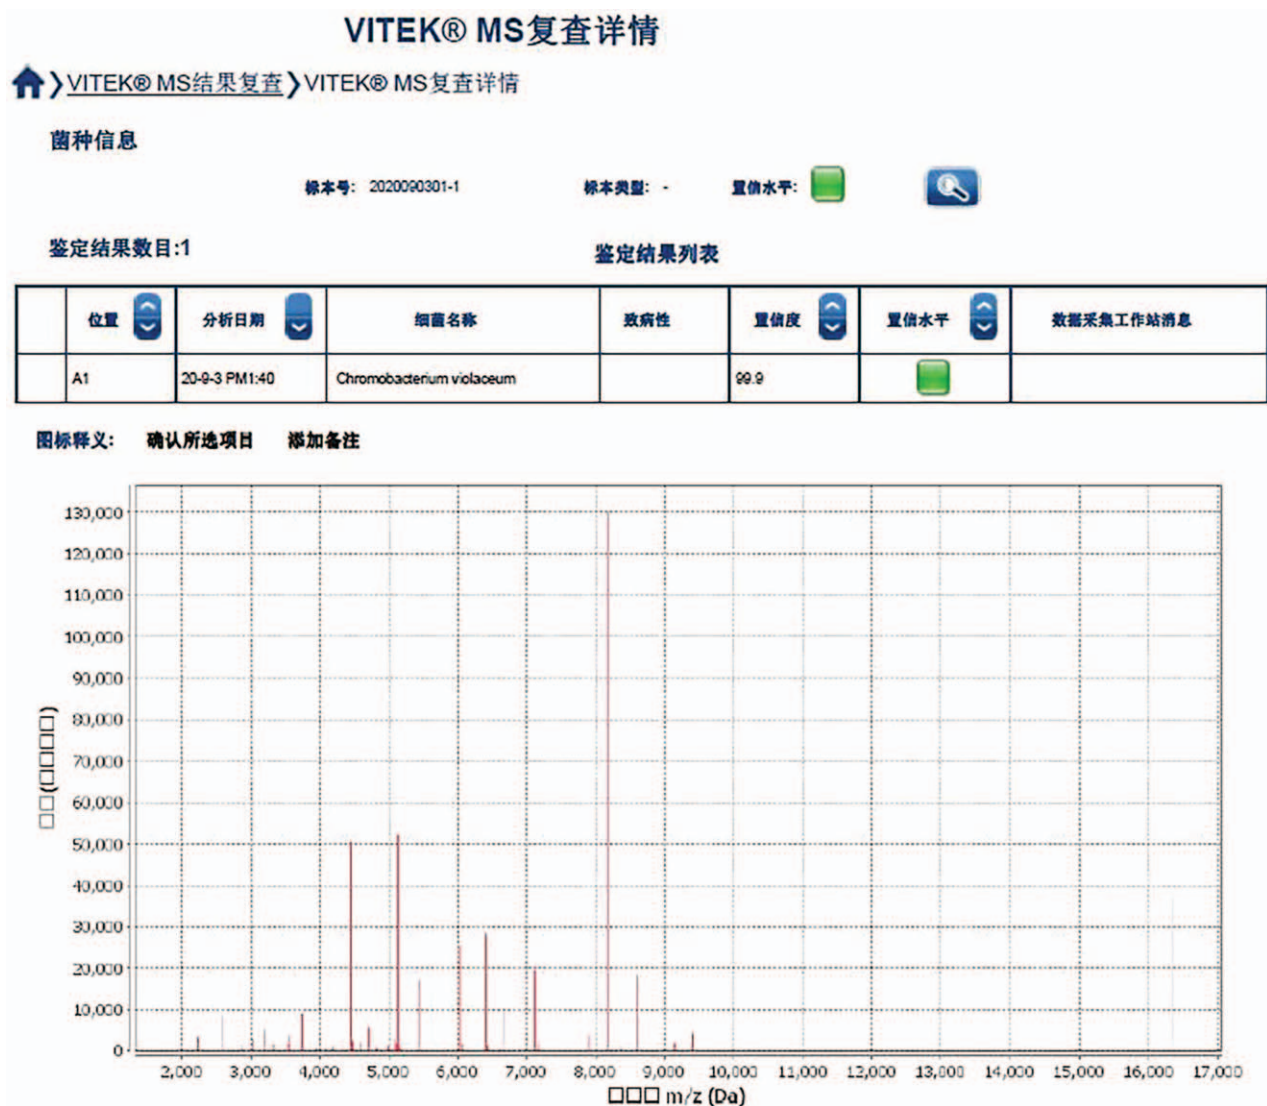 VITEK® MS复查详情
VITEK® MS结果复查 VITEK® MS复查详情
菌种信息
标本号: 2020090301-1 标本类型: - 置信水平:
鉴定结果数目:1 鉴定结果列表
位置 分析日期 细菌名称 致病性 置信度 置信水平 数据采集工作站消息
A1 20-9-3 PM1:40 Chromobacterium violaceum 99.9
图标释义: 确认所选项目 添加备注
130,000
120,000
110,000
100,000
90,000
80,000
70,000
60,000
50,000
40,000
30,000
20,000
10,000
0
□□(□□□□□)
2,000 3,000 4,000 5,000 6,000 7,000 8,000 9,000 10,000 11,000 12,000 13,000 14,000 15,000 16,000 17,000
□□□ m/z (Da)